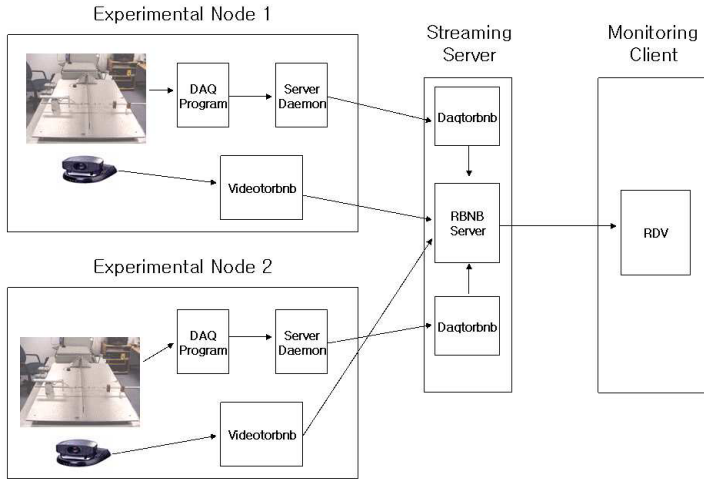 Experimental Node 1
DAQ
Program
Server
Daemon
Videotorbnb
Experimental Node 2
DAQ
Program
Server
Daemon
Videotorbnb
Streaming
Server
Daqtorbnb
RBNB
Server
Daqtorbnb
Monitoring
Client
RDV